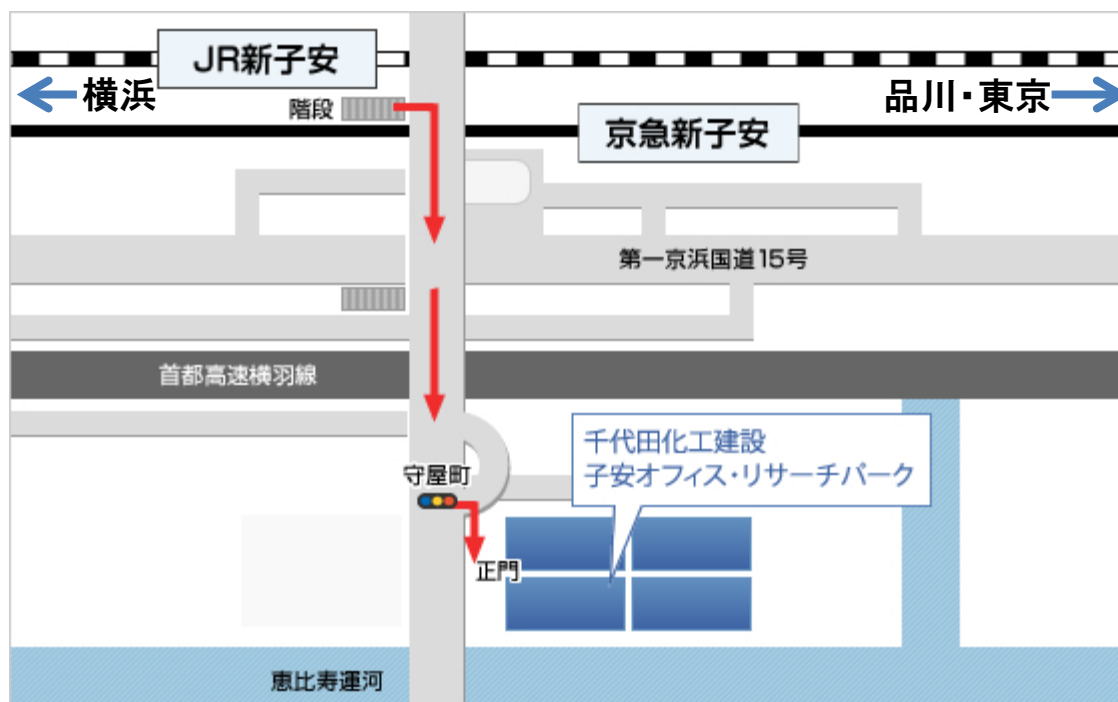 JR新子安
横浜
品川・東京
階段
京急新子安
第一京浜国道15号
首都高速横羽線
千代田化工建設
子安オフィス・リサーチパーク
守屋町
正門
恵比寿運河